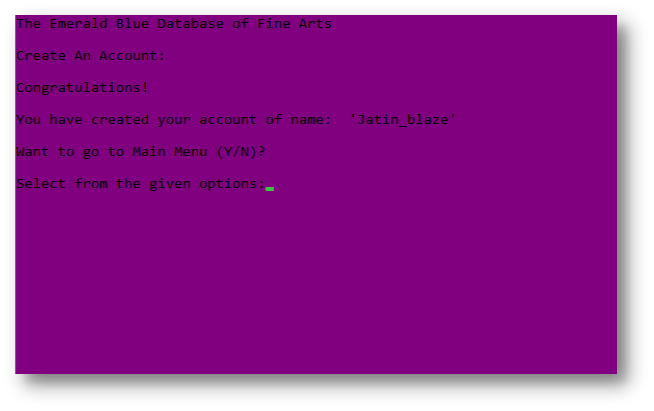 The Emerald Blue Database of Fine Arts
Create An Account:
Congratulations!
You have created your account of name:  'Jatin_blaze'
Want to go to Main Menu (Y/N)?
Select from the given options: